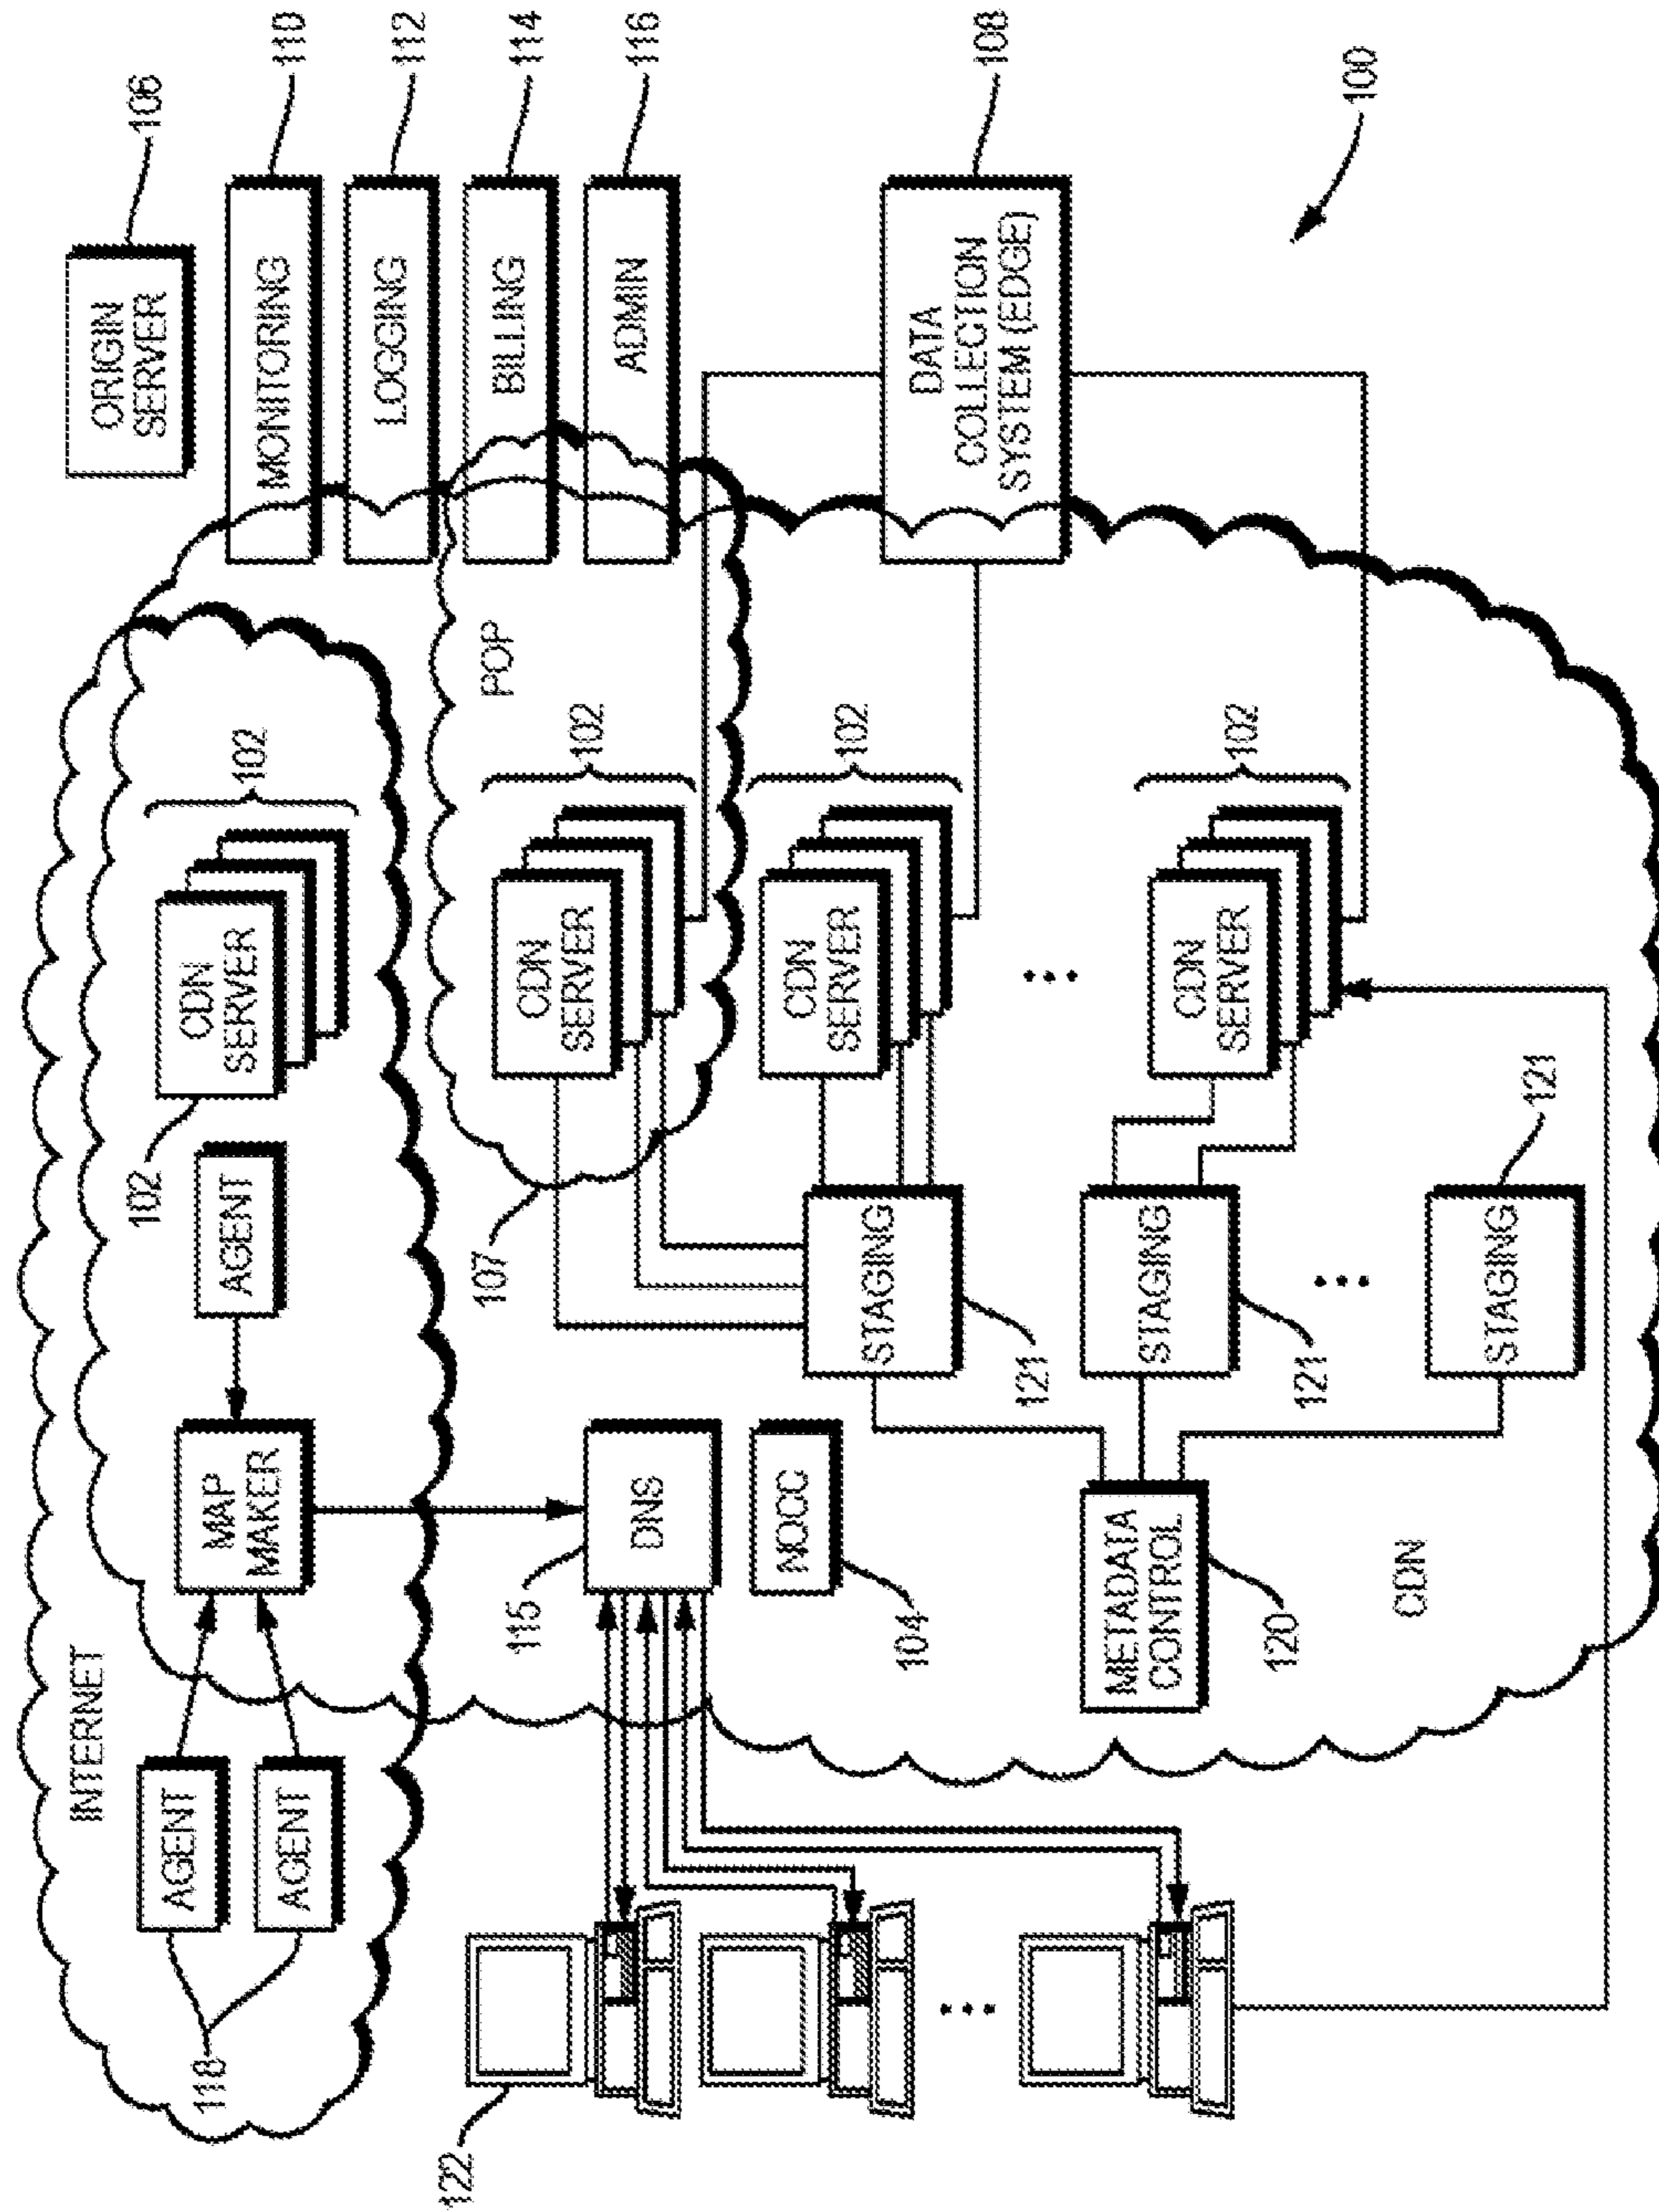 INTERNET
AGENT
AGENT
118
MAP
MAKER
AGENT
102
CDN
SERVER
102
ORIGIN
SERVER
106
MONITORING
110
LOGGING
112
BILLING
114
ADMIN
116
POP
107
CDN
SERVER
102
115
DNS
NOCC
104
122
STAGING
121
CDN
SERVER
102
DATA
COLLECTION
SYSTEM (EDGE)
108
METADATA
CONTROL
120
STAGING
121
CDN
SERVER
102
STAGING
121
CDN
100